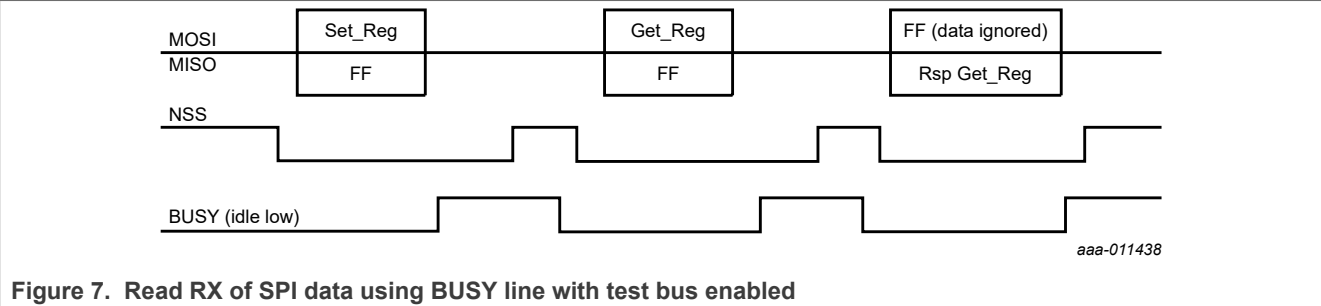 MOSI
MISO
Set_Reg
FF
Get_Reg
FF
FF (data ignored)
Rsp Get_Reg
NSS
BUSY (idle low)
aaa-011438
Figure 7. Read RX of SPI data using BUSY line with test bus enabled